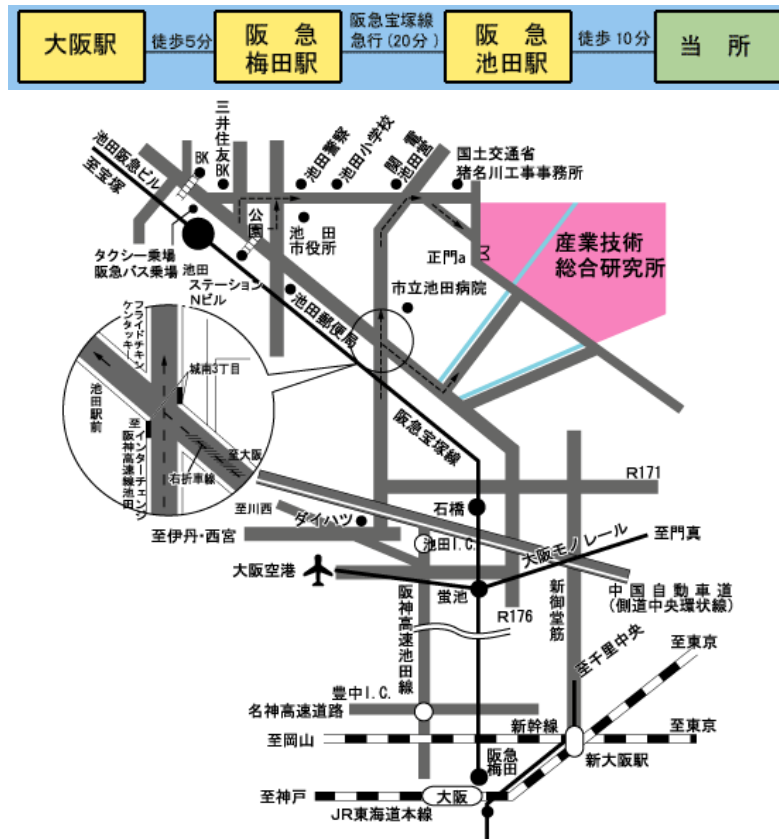 大阪駅
徒歩5分
阪急
梅田駅
阪急宝塚線
急行(20分)
阪急
池田駅
徒歩10分
当所
池田阪急ビル
至宝塚
BK
三井住友BK
池田警察
池田小学校
関電池田営
国土交通省
猪名川工事事務所
公園
池田
市役所
正門a
産業技術
総合研究所
タクシー乗場
阪急バス乗場
池田
ステーション
Nビル
池田郵便局
市立池田病院
フライドチキン
ケンタッキー
城南3丁目
池田駅前
至
インターチェンジ
阪神高速線池田
至大阪
右折車線
阪急宝塚線
R171
石橋
至川西
ダイハツ
至伊丹・西宮
池田I.C.
大阪モノレール
至門真
大阪空港
蛍池
中国自動車道
(側道中央環状線)
新御堂筋
R176
阪神高速池田線
至千里中央
至東京
豊中I.C.
名神高速道路
新幹線
至東京
至岡山
阪急
梅田
新大阪駅
至神戸
大阪
JR東海道本線